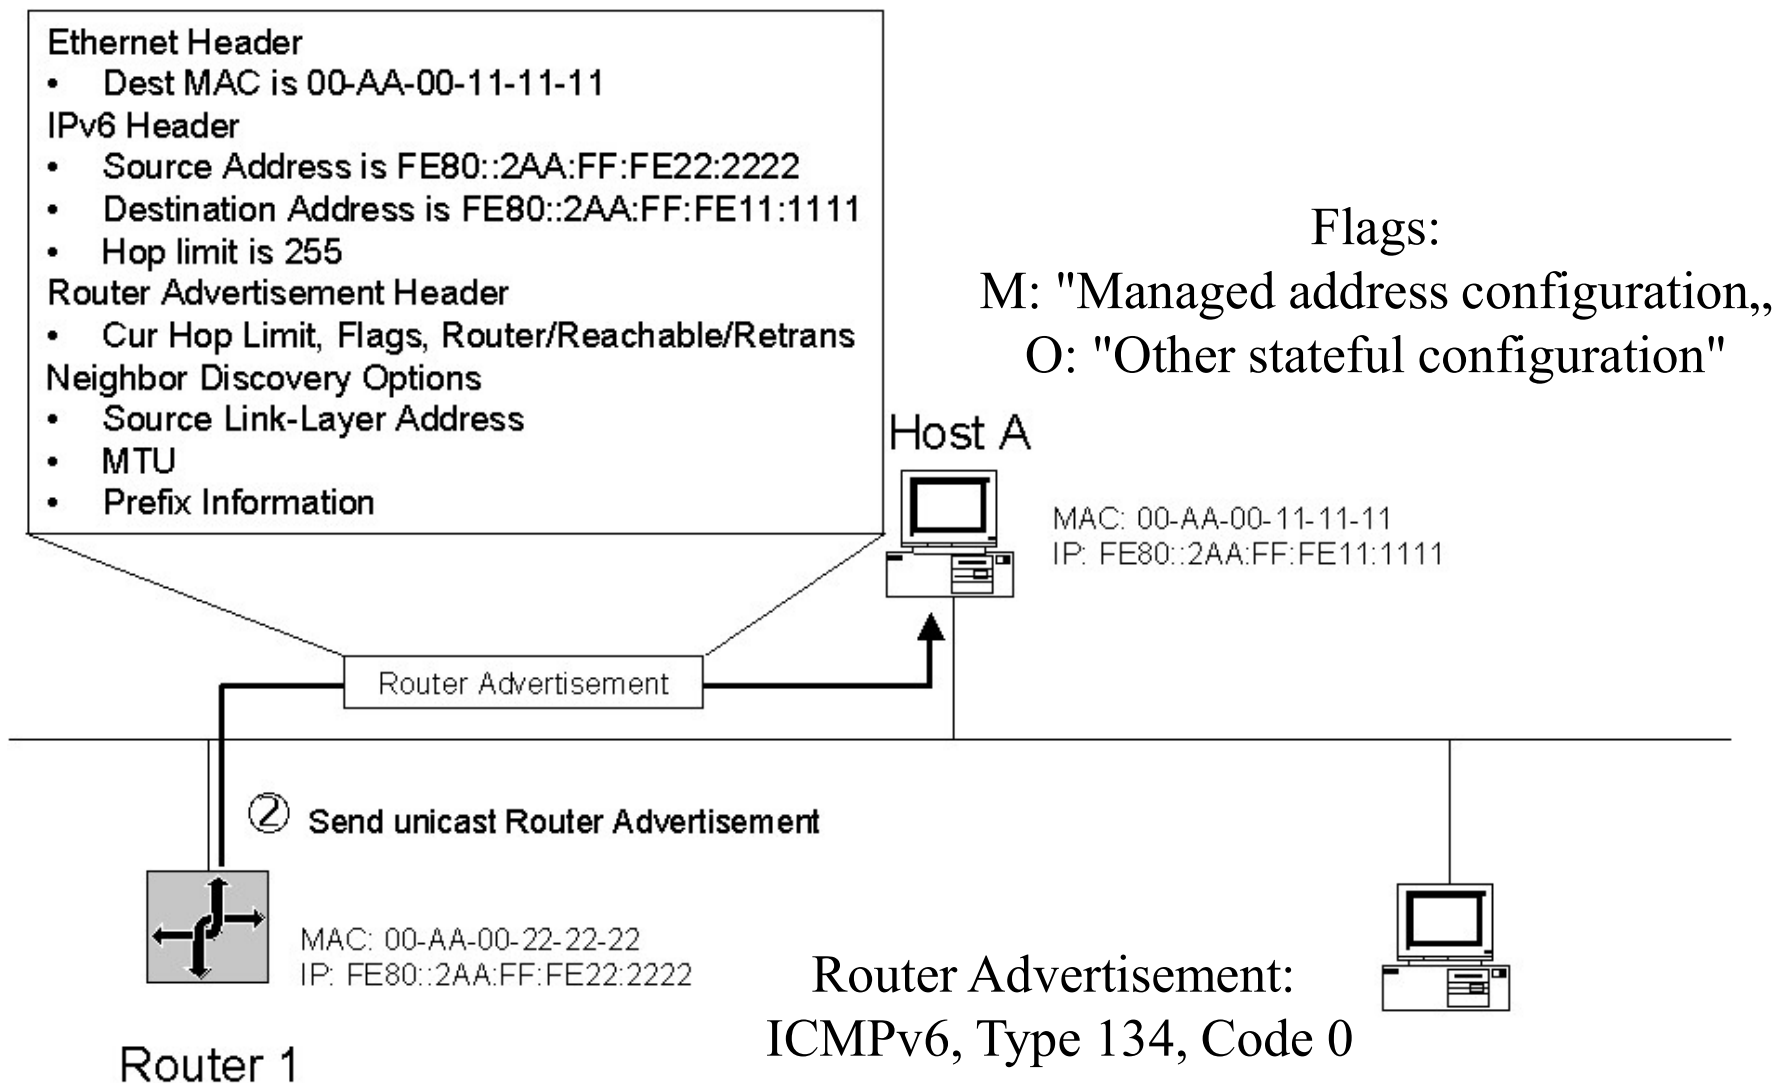 Ethernet Header
• Dest MAC is 00-AA-00-11-11-11
IPv6 Header
• Source Address is FE80::2AA:FF:FE22:2222
• Destination Address is FE80::2AA:FF:FE11:1111
• Hop limit is 255
Router Advertisement Header
• Cur Hop Limit, Flags, Router/Reachable/Retrans
Neighbor Discovery Options
• Source Link-Layer Address
• MTU
• Prefix Information
Flags:
M: "Managed address configuration,,
O: "Other stateful configuration"
Host A
MAC: 00-AA-00-11-11-11
IP: FE80::2AA:FF:FE11:1111
Router Advertisement
② Send unicast Router Advertisement
MAC: 00-AA-00-22-22-22
IP: FE80::2AA:FF:FE22:2222
Router 1
Router Advertisement:
ICMPv6, Type 134, Code 0